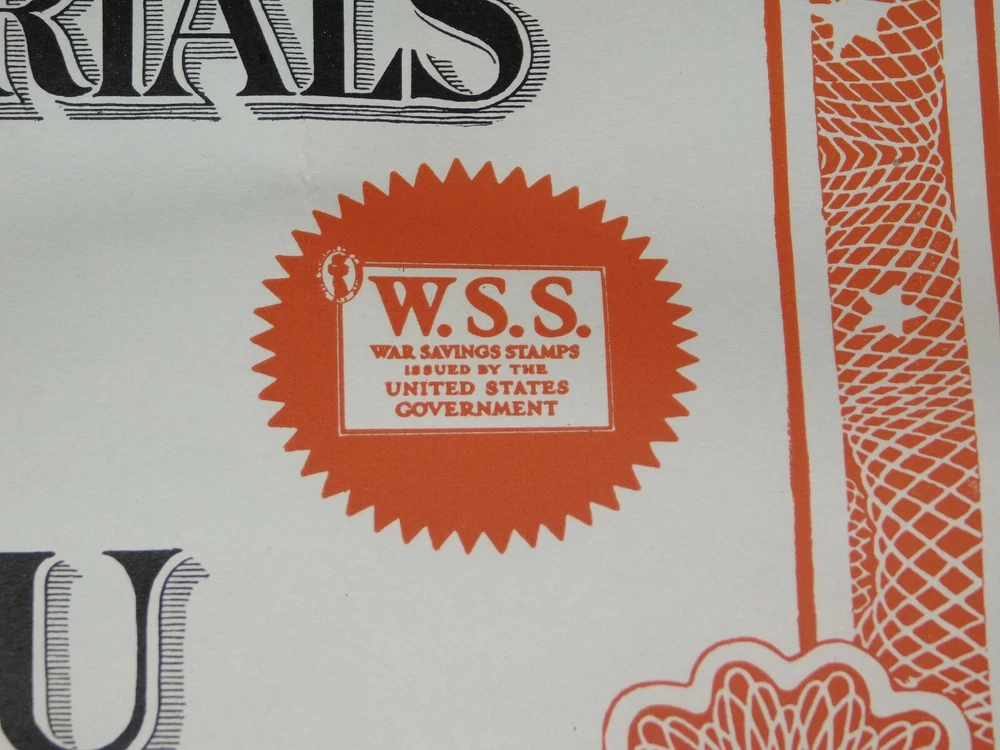 RIALS
W.S.S.
WAR SAVINGS STAMPS
ISSUED BY THE
UNITED STATES
GOVERNMENT
U